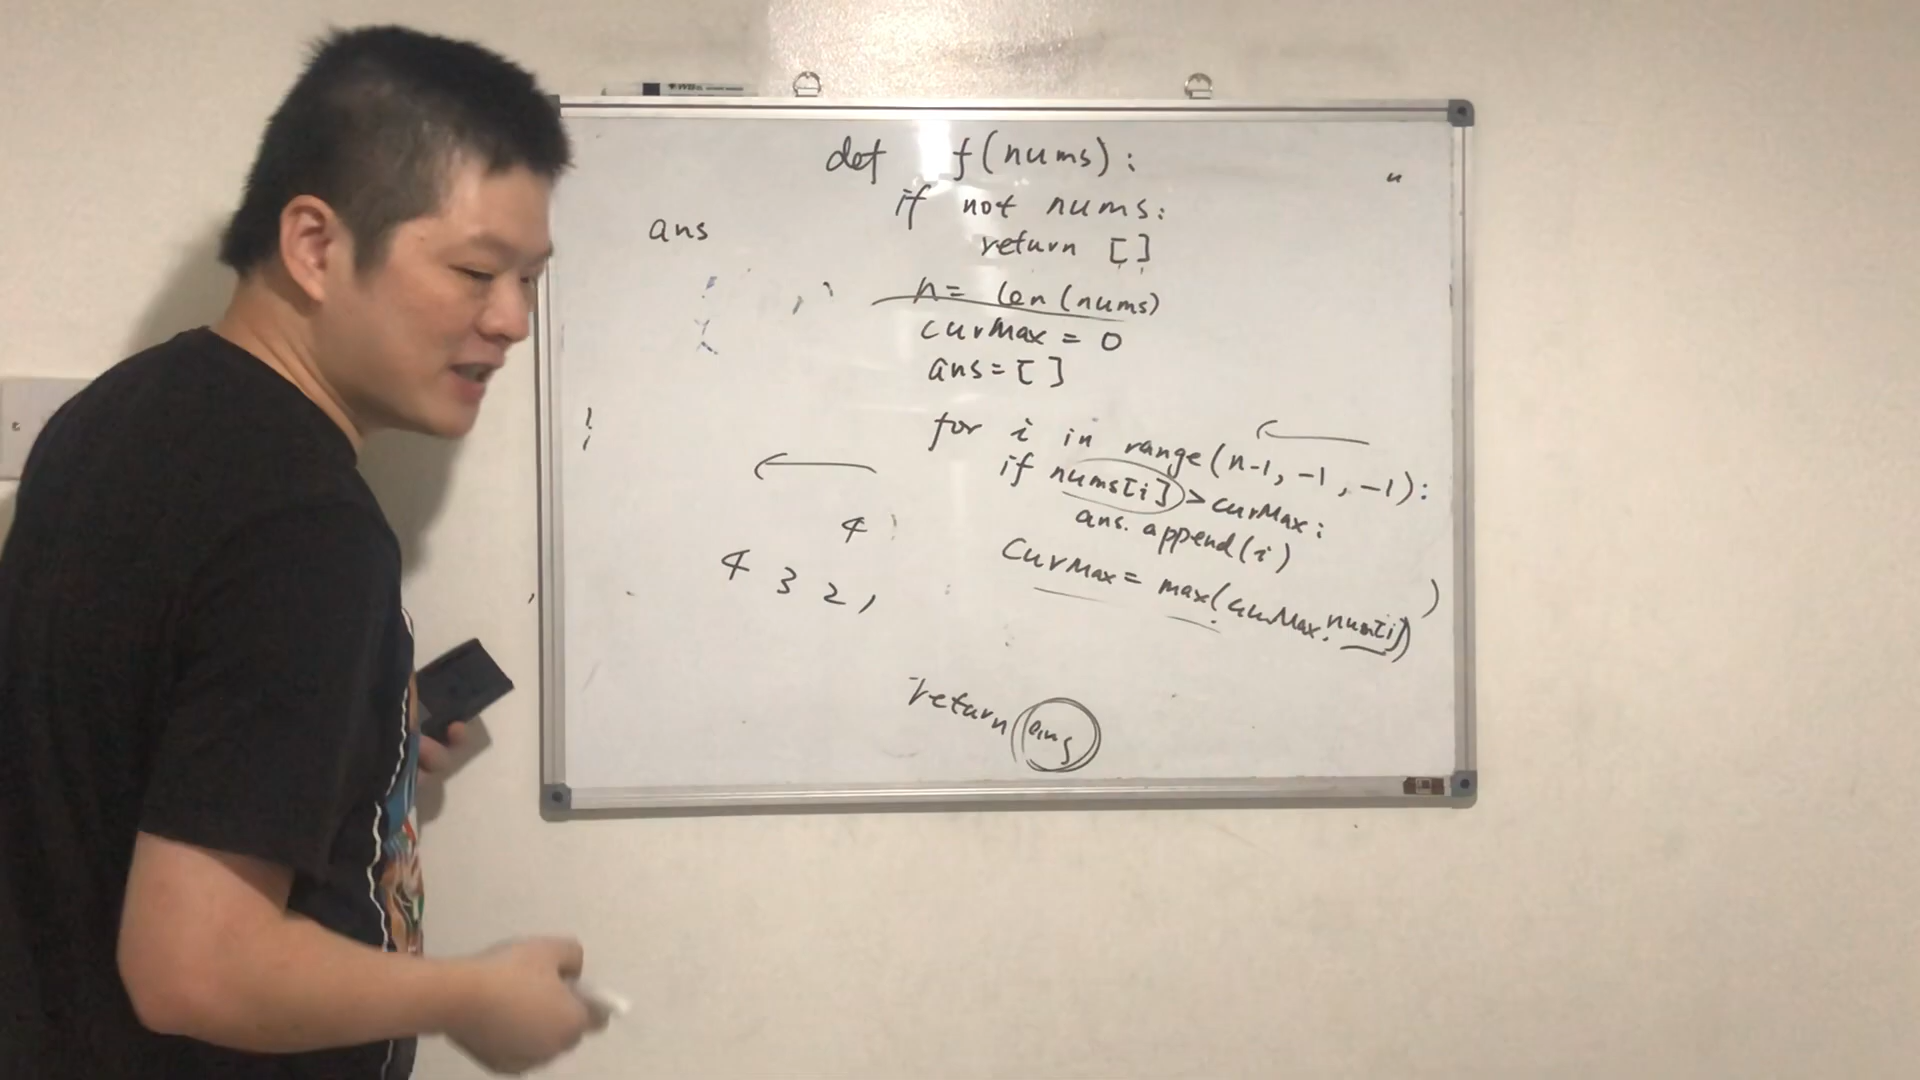 def f(nums):
if not nums:
return []
n = len(nums)
curMax = 0
ans = []
for i in range(n-1, -1, -1):
if nums[i] > curMax:
ans.append(i)
curMax = max(curMax, nums[i])
)
return ans
ans
4
4 3 2 ,